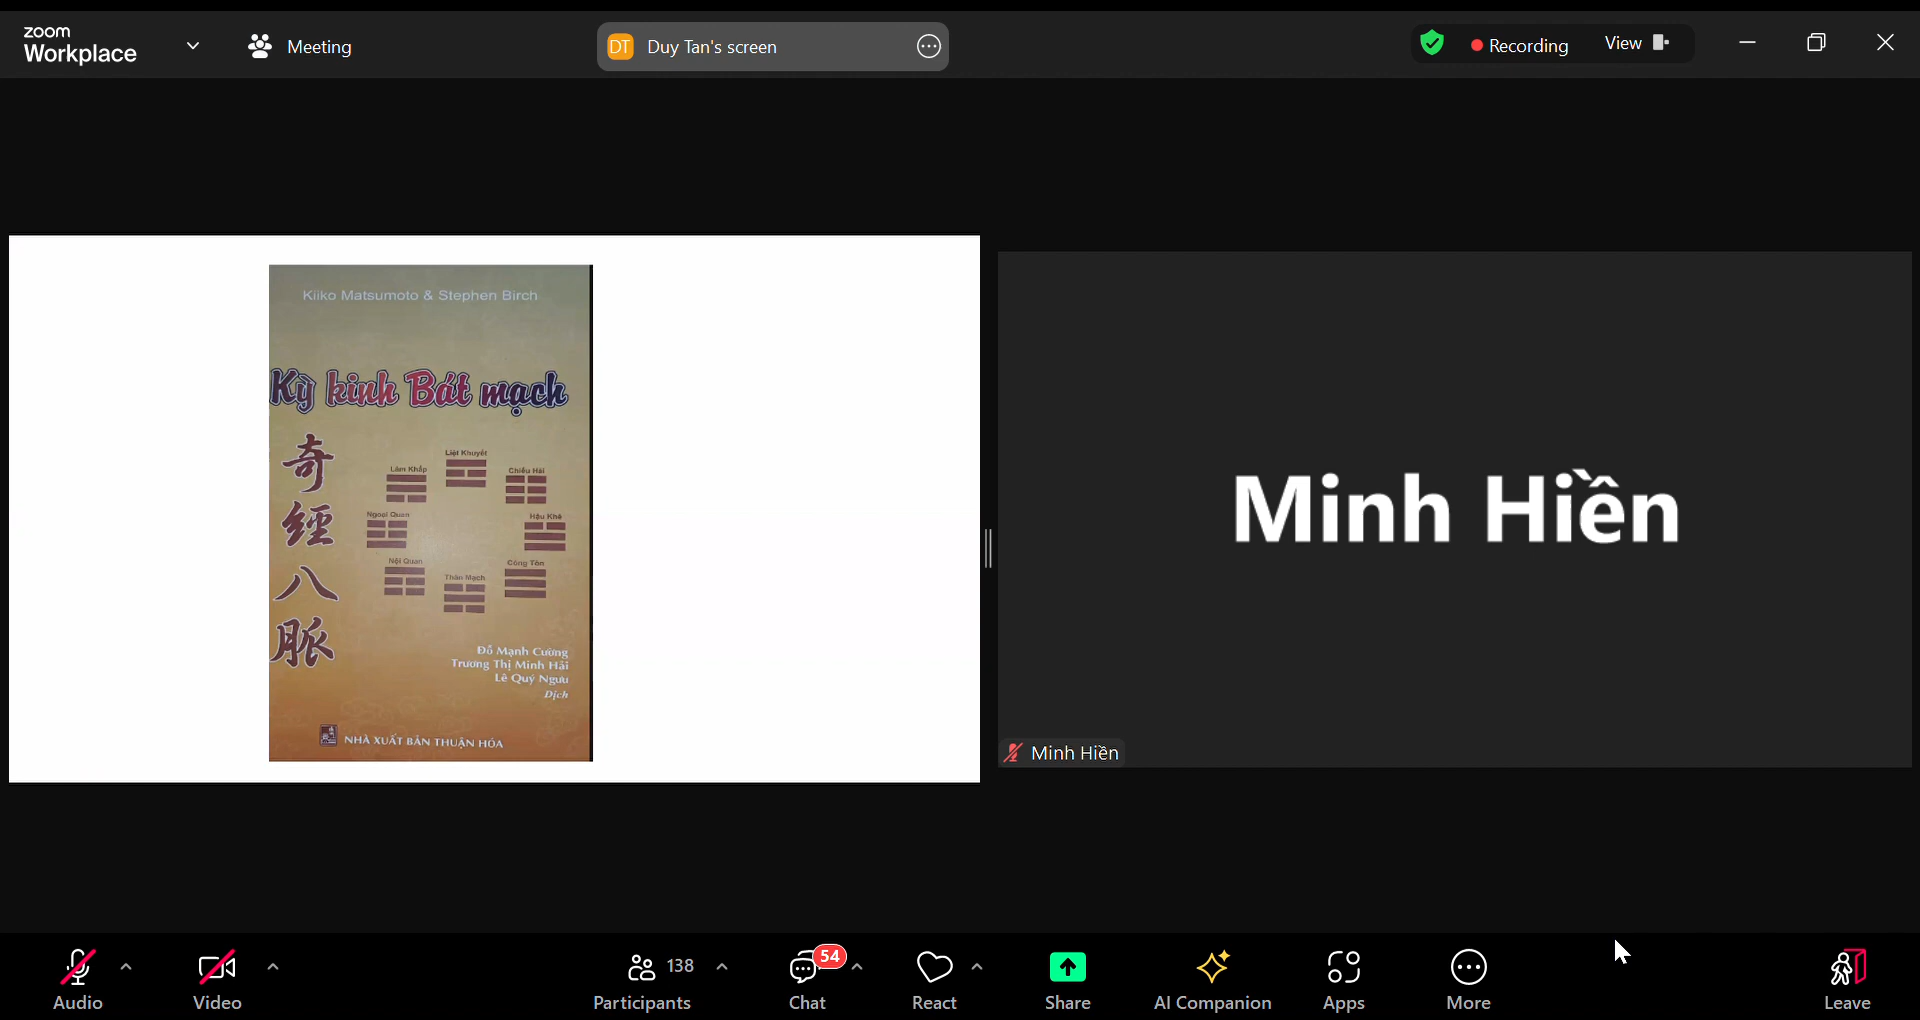 zoom
Workplace
Meeting
DT Duy Tan's screen
Recording
View
Kiiko Matsumoto & Stephen Birch
Kỳ kinh Bát mạch
奇
經
八
脈
Liệt Khuyết
Lâm Khấp
Chiếu Hải
Ngoại Quan
Hậu Khê
Nội Quan
Công Tôn
Thân Mạch
Đỗ Mạnh Cường
Trương Thị Minh Hải
Lê Quý Ngưu
Dịch
NHÀ XUẤT BẢN THUẬN HÓA
Minh Hiền
Minh Hiền
Audio
Video
138
Participants
54
Chat
React
Share
AI Companion
Apps
More
Leave